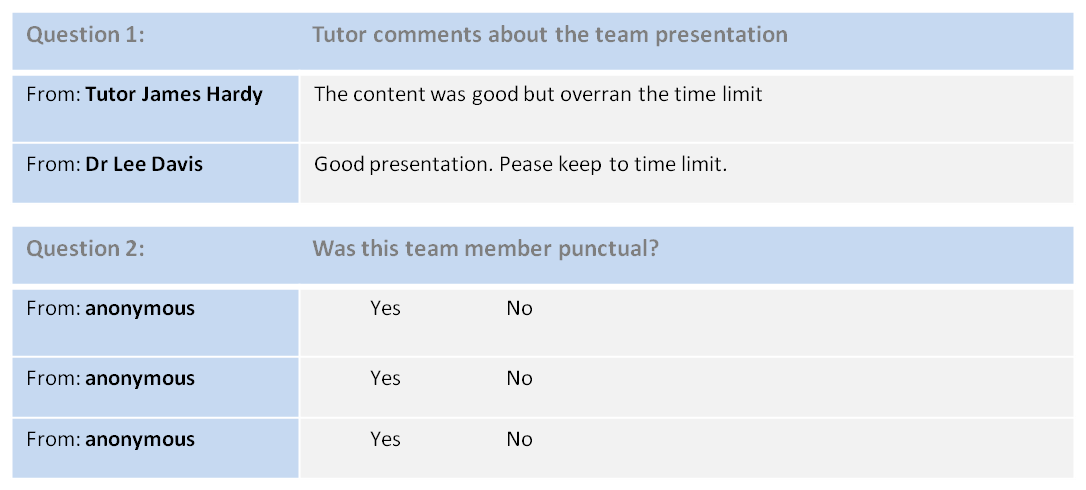 Question 1: Tutor comments about the team presentation
From: Tutor James Hardy The content was good but overran the time limit
From: Dr Lee Davis Good presentation. Pease keep to time limit.
Question 2: Was this team member punctual?
From: anonymous Yes No
From: anonymous Yes No
From: anonymous Yes No